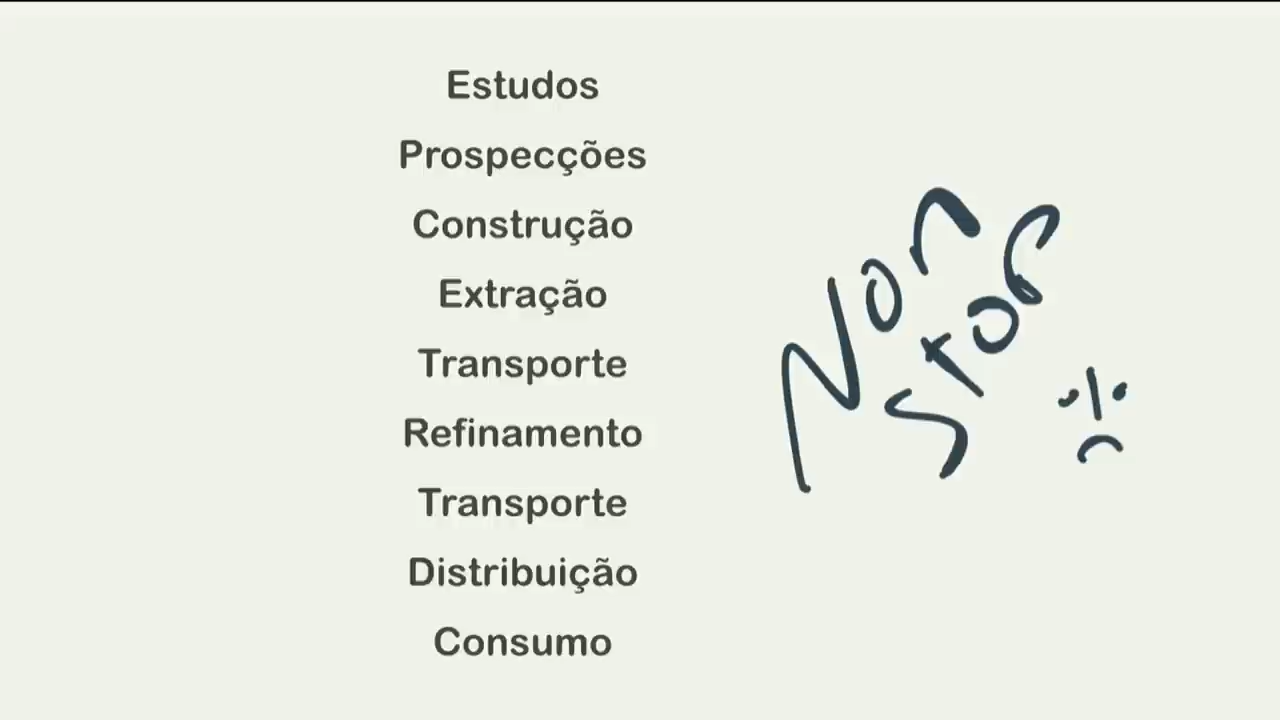 Estudos
Prospecções
Construção
Extração
Transporte
Refinamento
Transporte
Distribuição
Consumo
Non
Stop